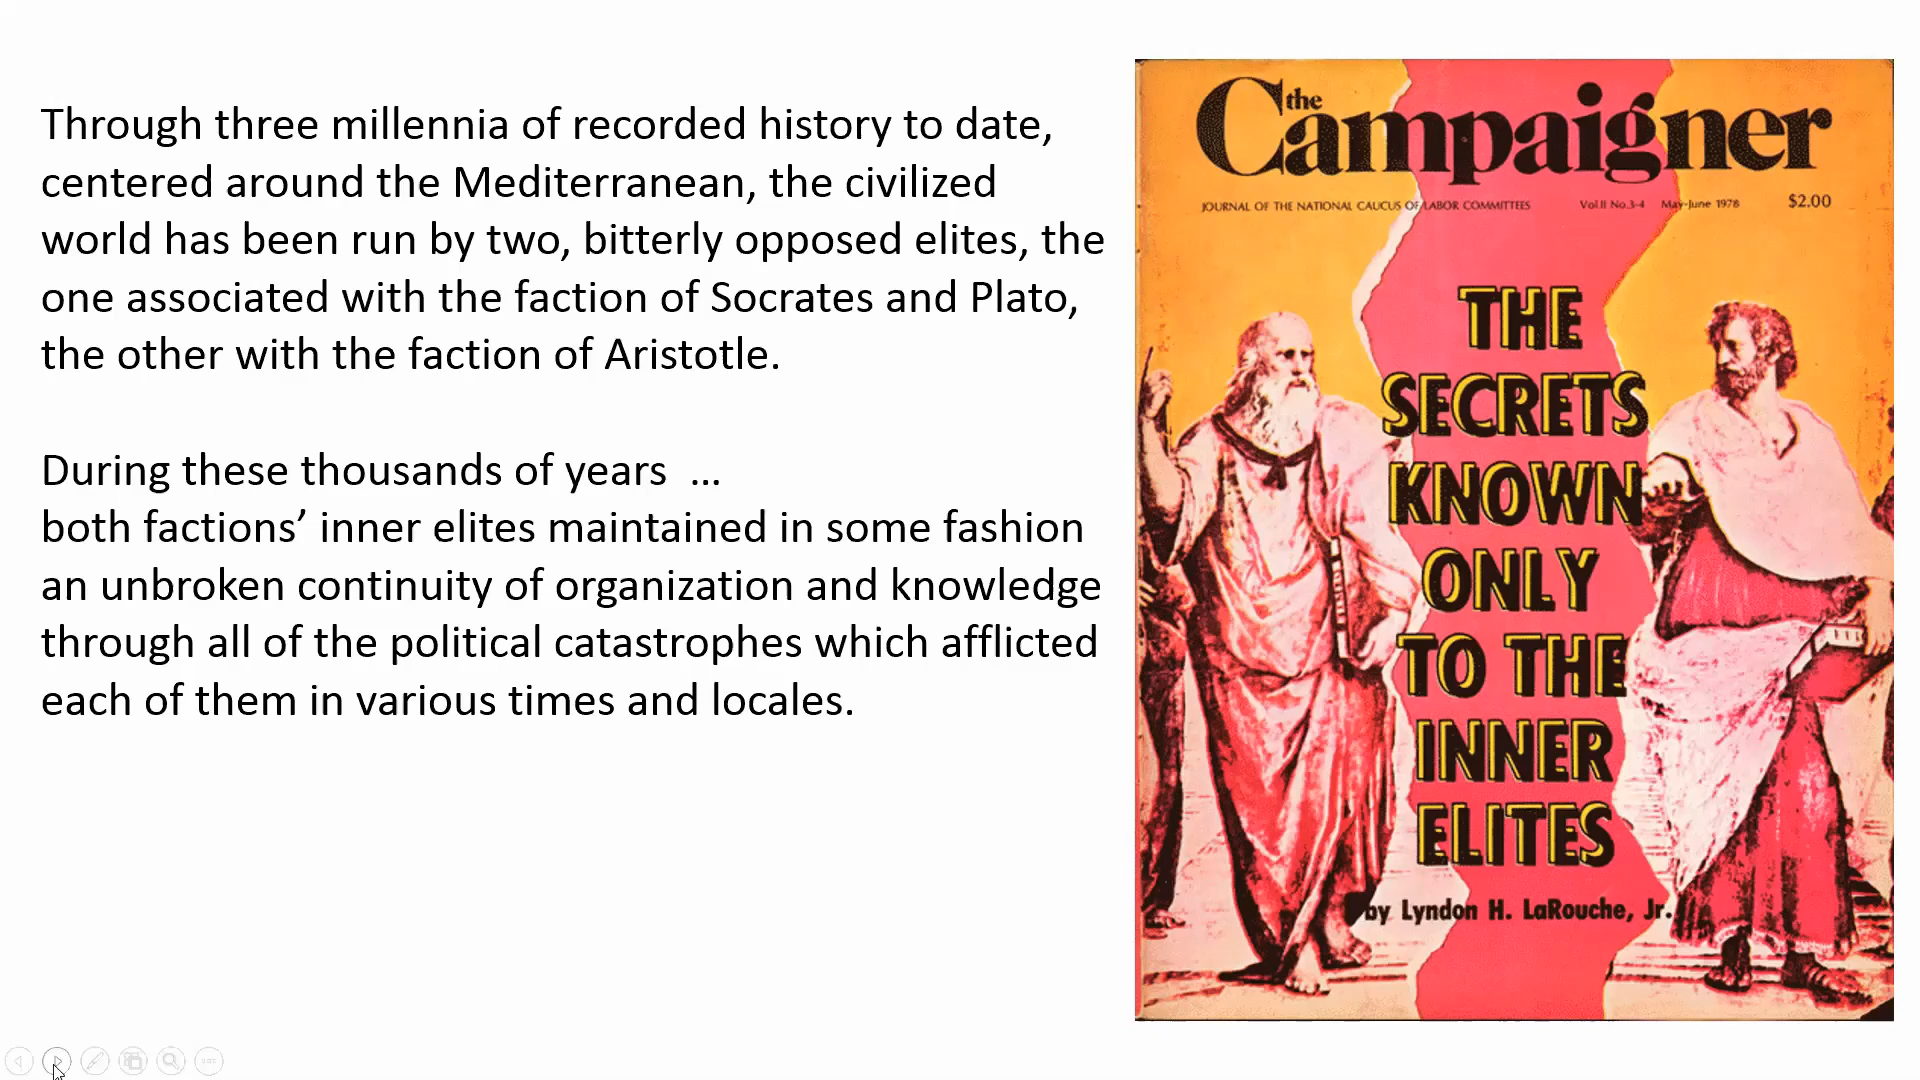 Through three millennia of recorded history to date,
centered around the Mediterranean, the civilized
world has been run by two, bitterly opposed elites, the
one associated with the faction of Socrates and Plato,
the other with the faction of Aristotle.
During these thousands of years  …
both factions’ inner elites maintained in some fashion
an unbroken continuity of organization and knowledge
through all of the political catastrophes which afflicted
each of them in various times and locales.
the
Campaigner
JOURNAL OF THE NATIONAL CAUCUS OF LABOR COMMITTEES Vol.II No.3-4 May-June 1978 $2.00
THE
SECRETS
KNOWN
ONLY
TO THE
INNER
ELITES
by Lyndon H. LaRouche, Jr.